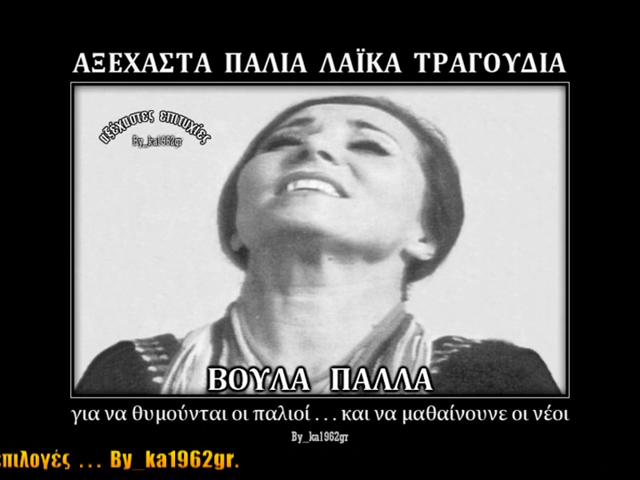 ΑΞΕΧΑΣΤΑ ΠΑΛΙΑ ΛΑΪΚΑ ΤΡΑΓΟΥΔΙΑ
αξέχαστες επιτυχίες
By_ka1962gr
ΒΟΥΛΑ ΠΑΛΛΑ
για να θυμούνται οι παλιοί . . . και να μαθαίνουνε οι νέοι
By_ka1962gr
επιλογές . . . By_ka1962gr.